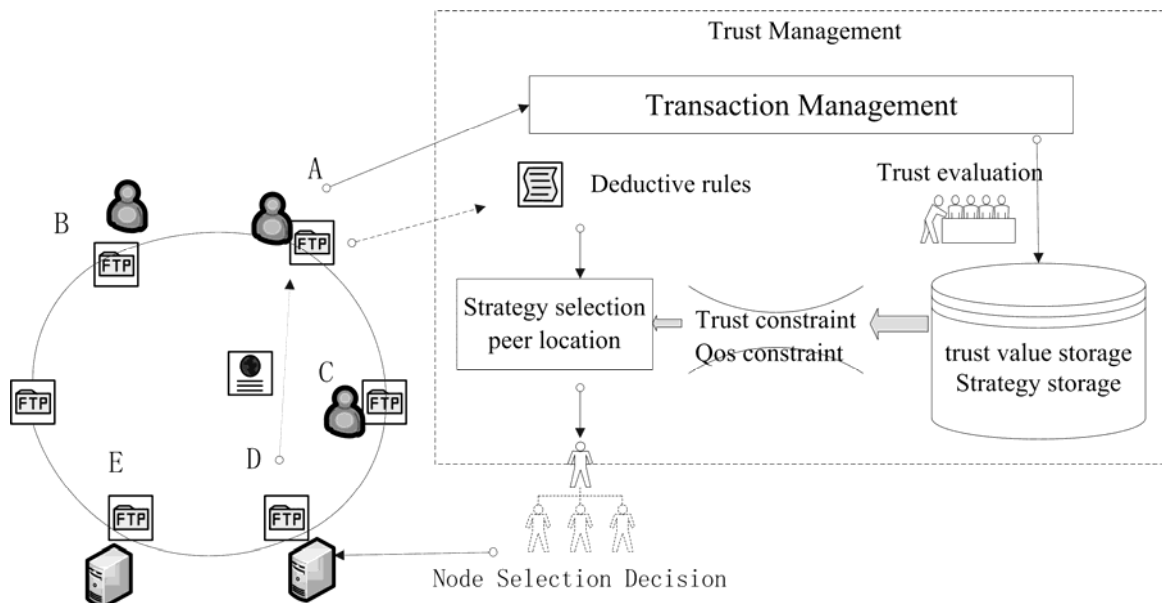 Trust Management
Transaction Management
A
Deductive rules
Trust evaluation
B
FTP
FTP
Strategy selection
peer location
Trust constraint
Qos constraint
trust value storage
Strategy storage
C
FTP
FTP
E
D
FTP
FTP
Node Selection Decision